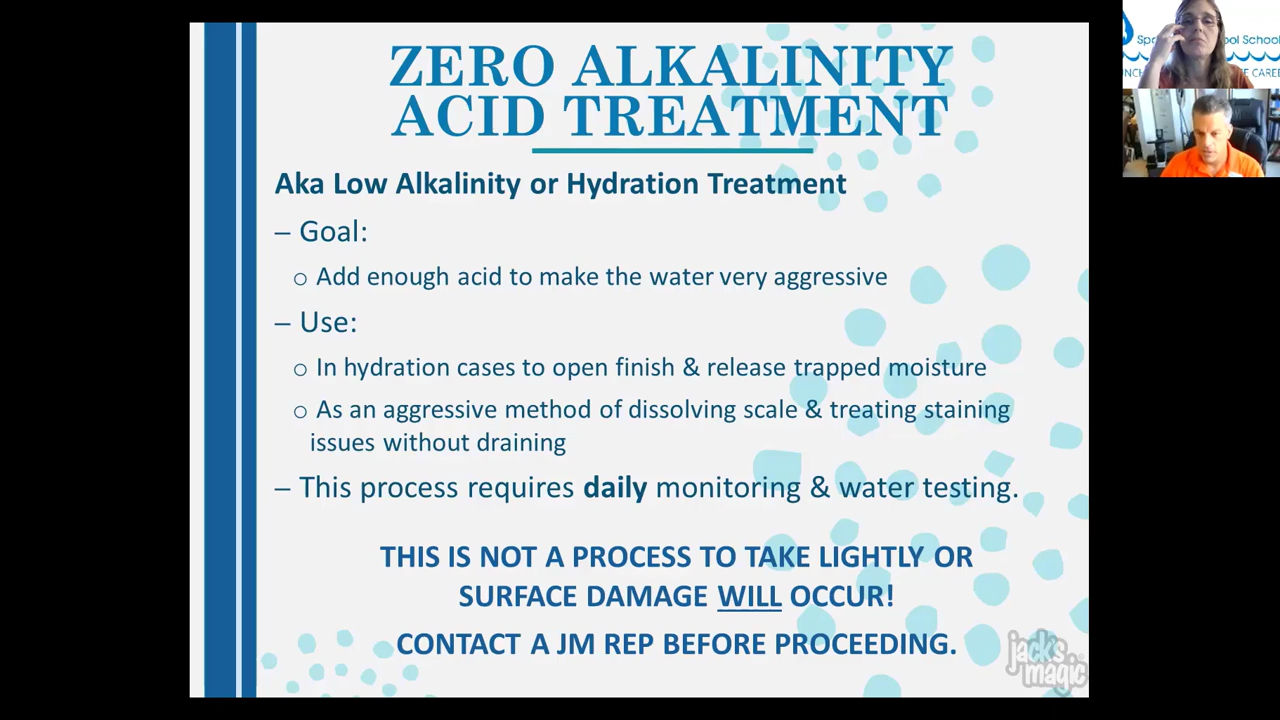 ZERO ALKALINITY
ACID TREATMENT
Aka Low Alkalinity or Hydration Treatment
– Goal:
o Add enough acid to make the water very aggressive
– Use:
o In hydration cases to open finish & release trapped moisture
o As an aggressive method of dissolving scale & treating staining
issues without draining
– This process requires daily monitoring & water testing.
THIS IS NOT A PROCESS TO TAKE LIGHTLY OR
SURFACE DAMAGE WILL OCCUR!
CONTACT A JM REP BEFORE PROCEEDING.
jack's
magic
School
CARE